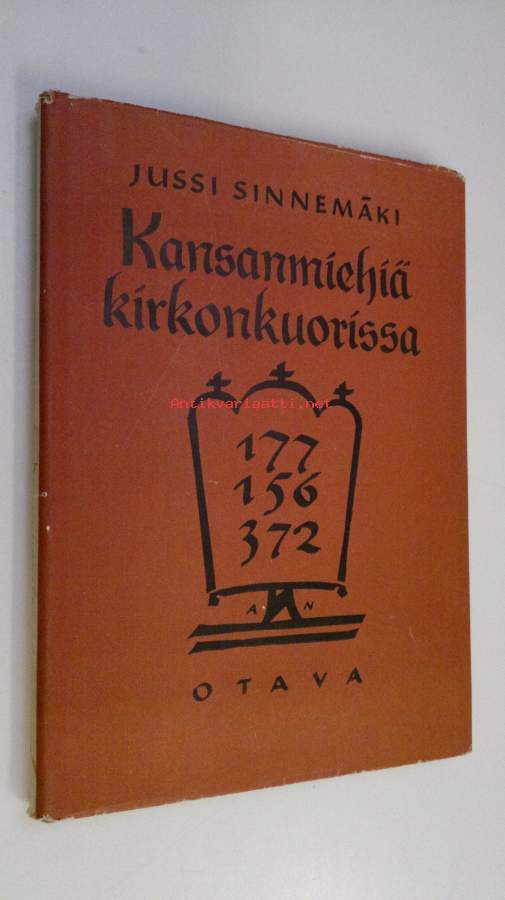 JUSSI SINNEMÄKI
Kansanmiehiä
kirkonkuorissa
Antikvariaatti.net
177
156
372
A N
OTAVA